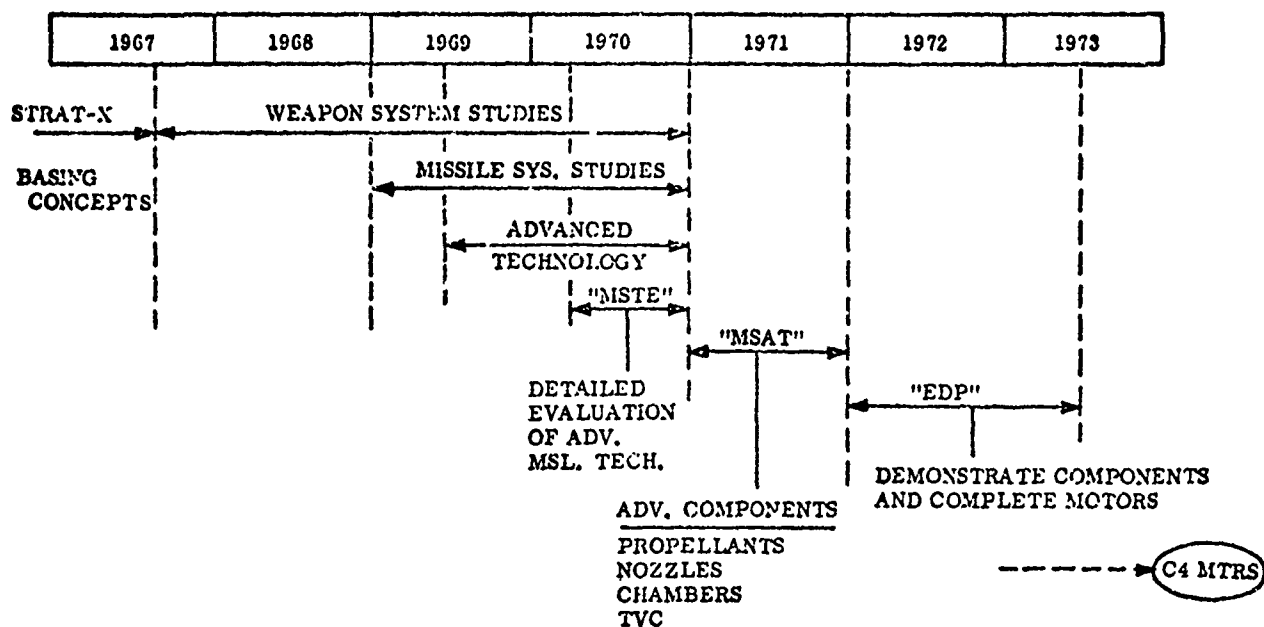 1967 1968 1969 1970 1971 1972 1973
STRAT-X
WEAPON SYSTEM STUDIES
BASING
CONCEPTS
MISSILE SYS. STUDIES
ADVANCED
TECHNOLOGY
"MSTE"
"MSAT"
DETAILED
EVALUATION
OF ADV.
MSL. TECH.
"EDP"
DEMONSTRATE COMPONENTS
AND COMPLETE MOTORS
ADV. COMPONENTS
PROPELLANTS
NOZZLES
CHAMBERS
TVC
C4 MTRS